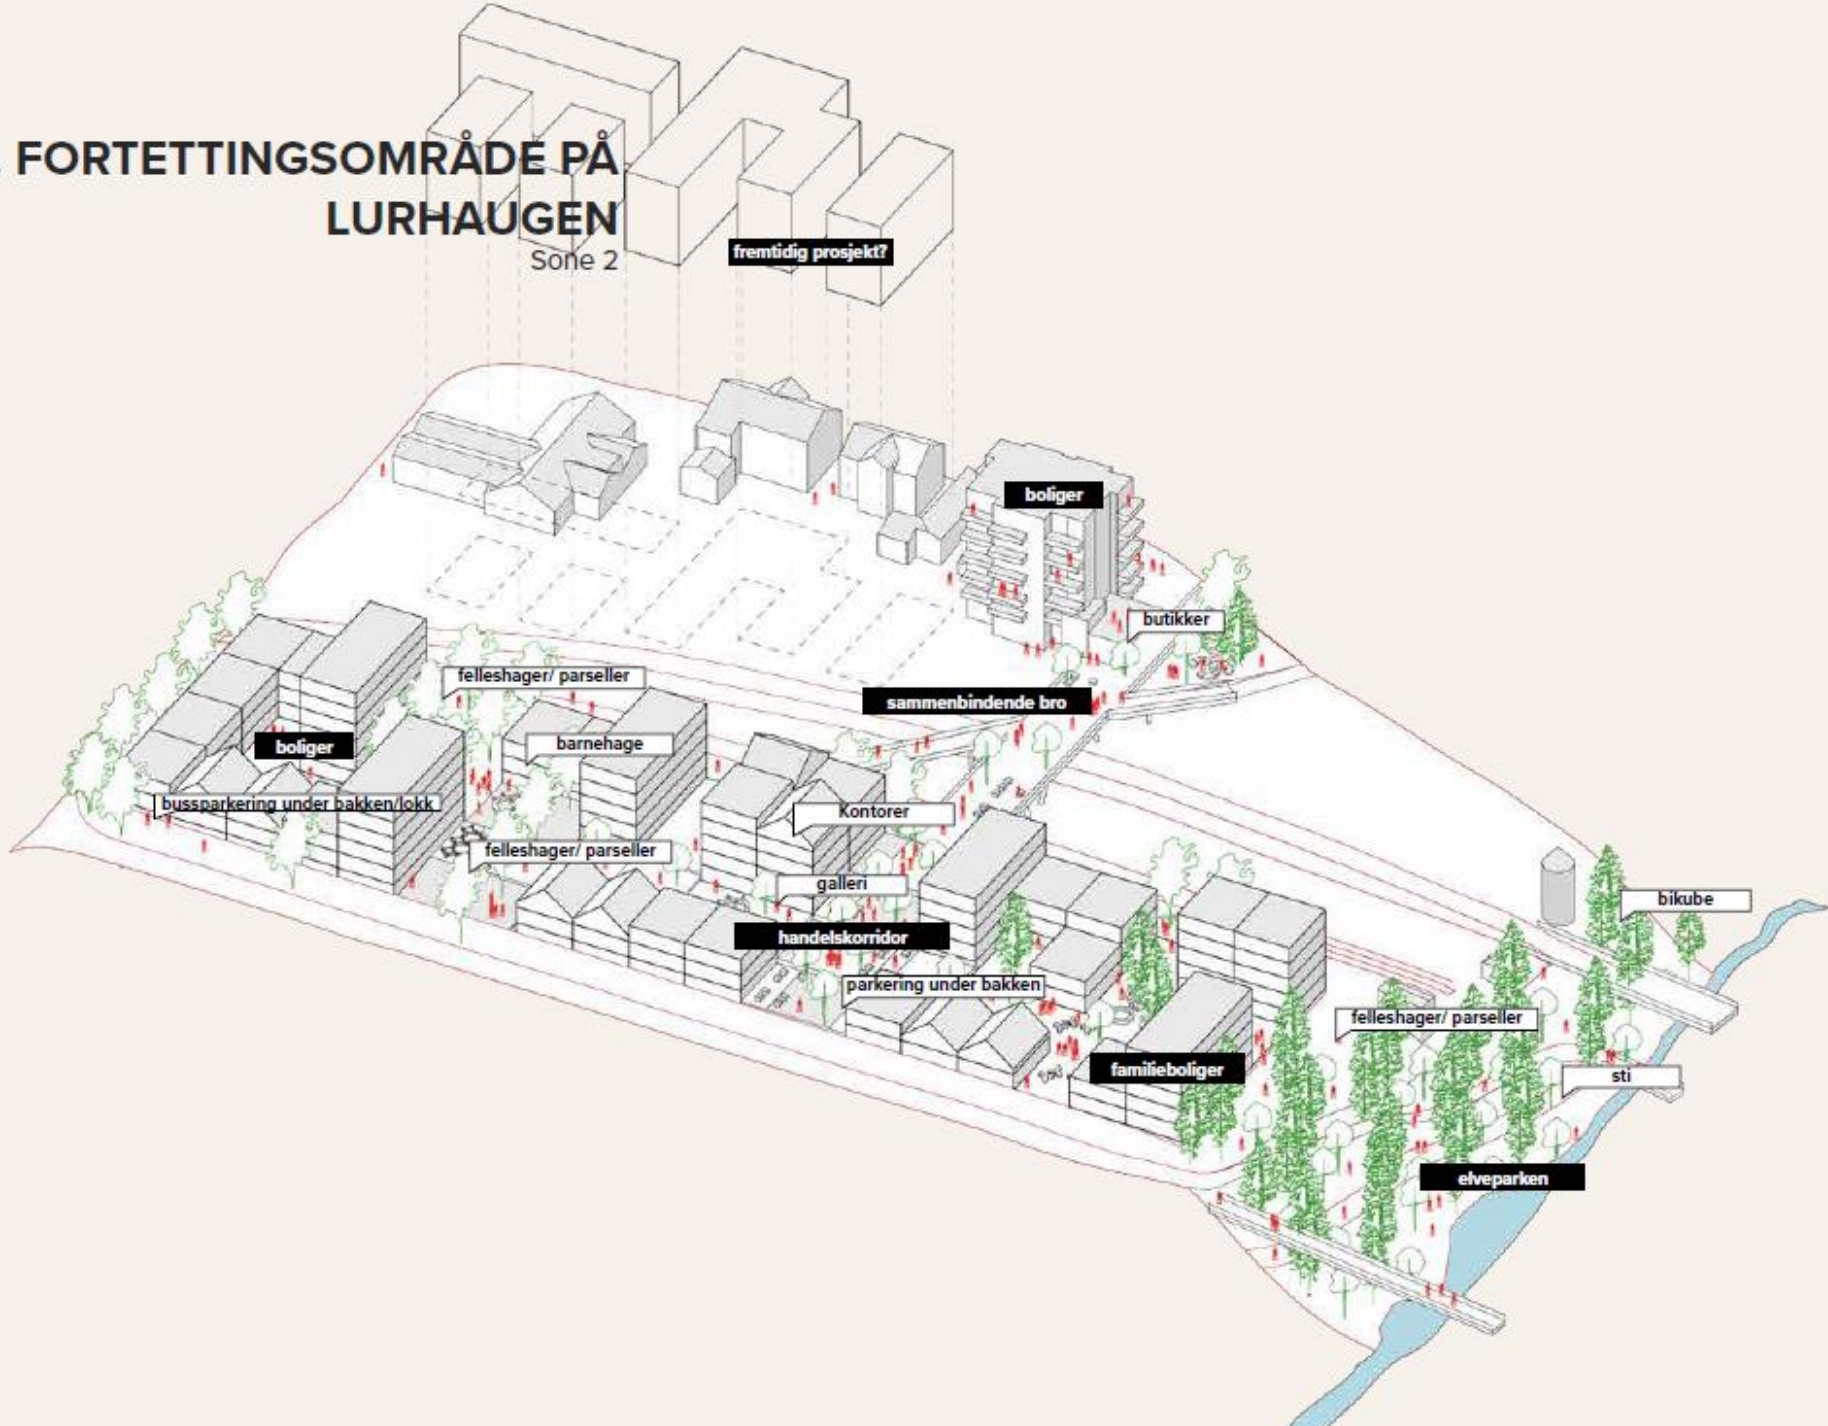 FORTETTINGSOMRÅDE PÅ
LURHAUGEN
Sone 2
fremtidig prosjekt?
boliger
butikker
felleshager/ parseller
sammenbindende bro
boliger
barnehage
bussparkering under bakken/lokk
Kontorer
felleshager/ parseller
galleri
bikube
handelskorridor
parkering under bakken
felleshager/ parseller
familieboliger
sti
elveparken